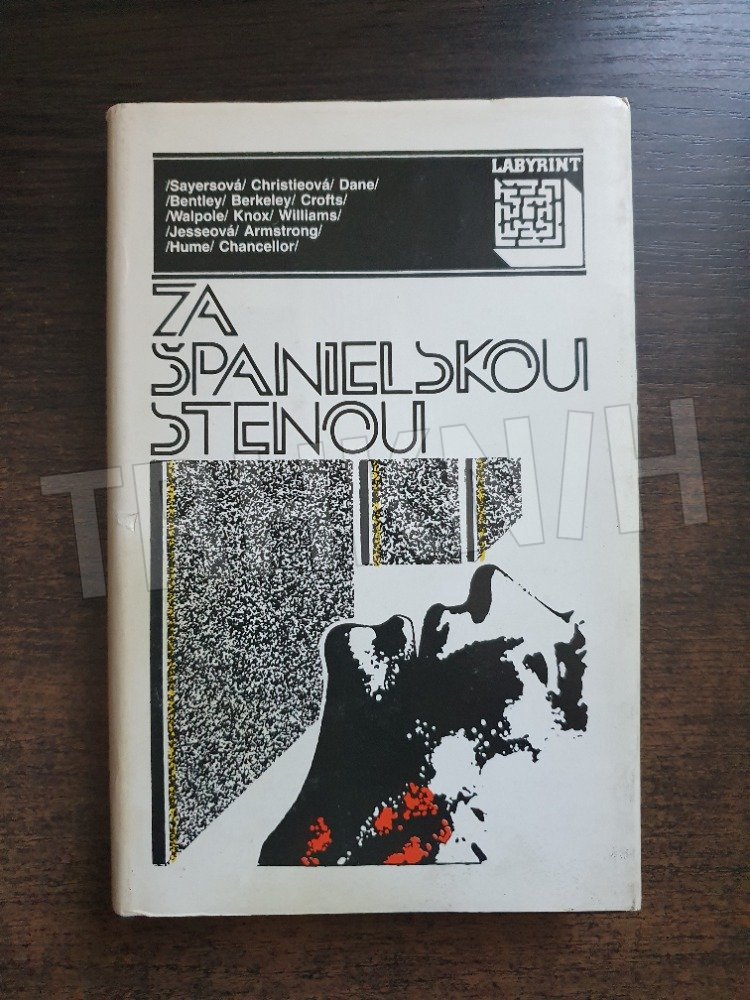 /Sayersová/ Christieová/ Dane/
/Bentley/ Berkeley/ Crofts/
/Walpole/ Knox/ Williams/
/Jesseová/ Armstrong/
/Hume/ Chancellor/
LABYRINT
ZA
ŠPANIELSKOU
STENOU